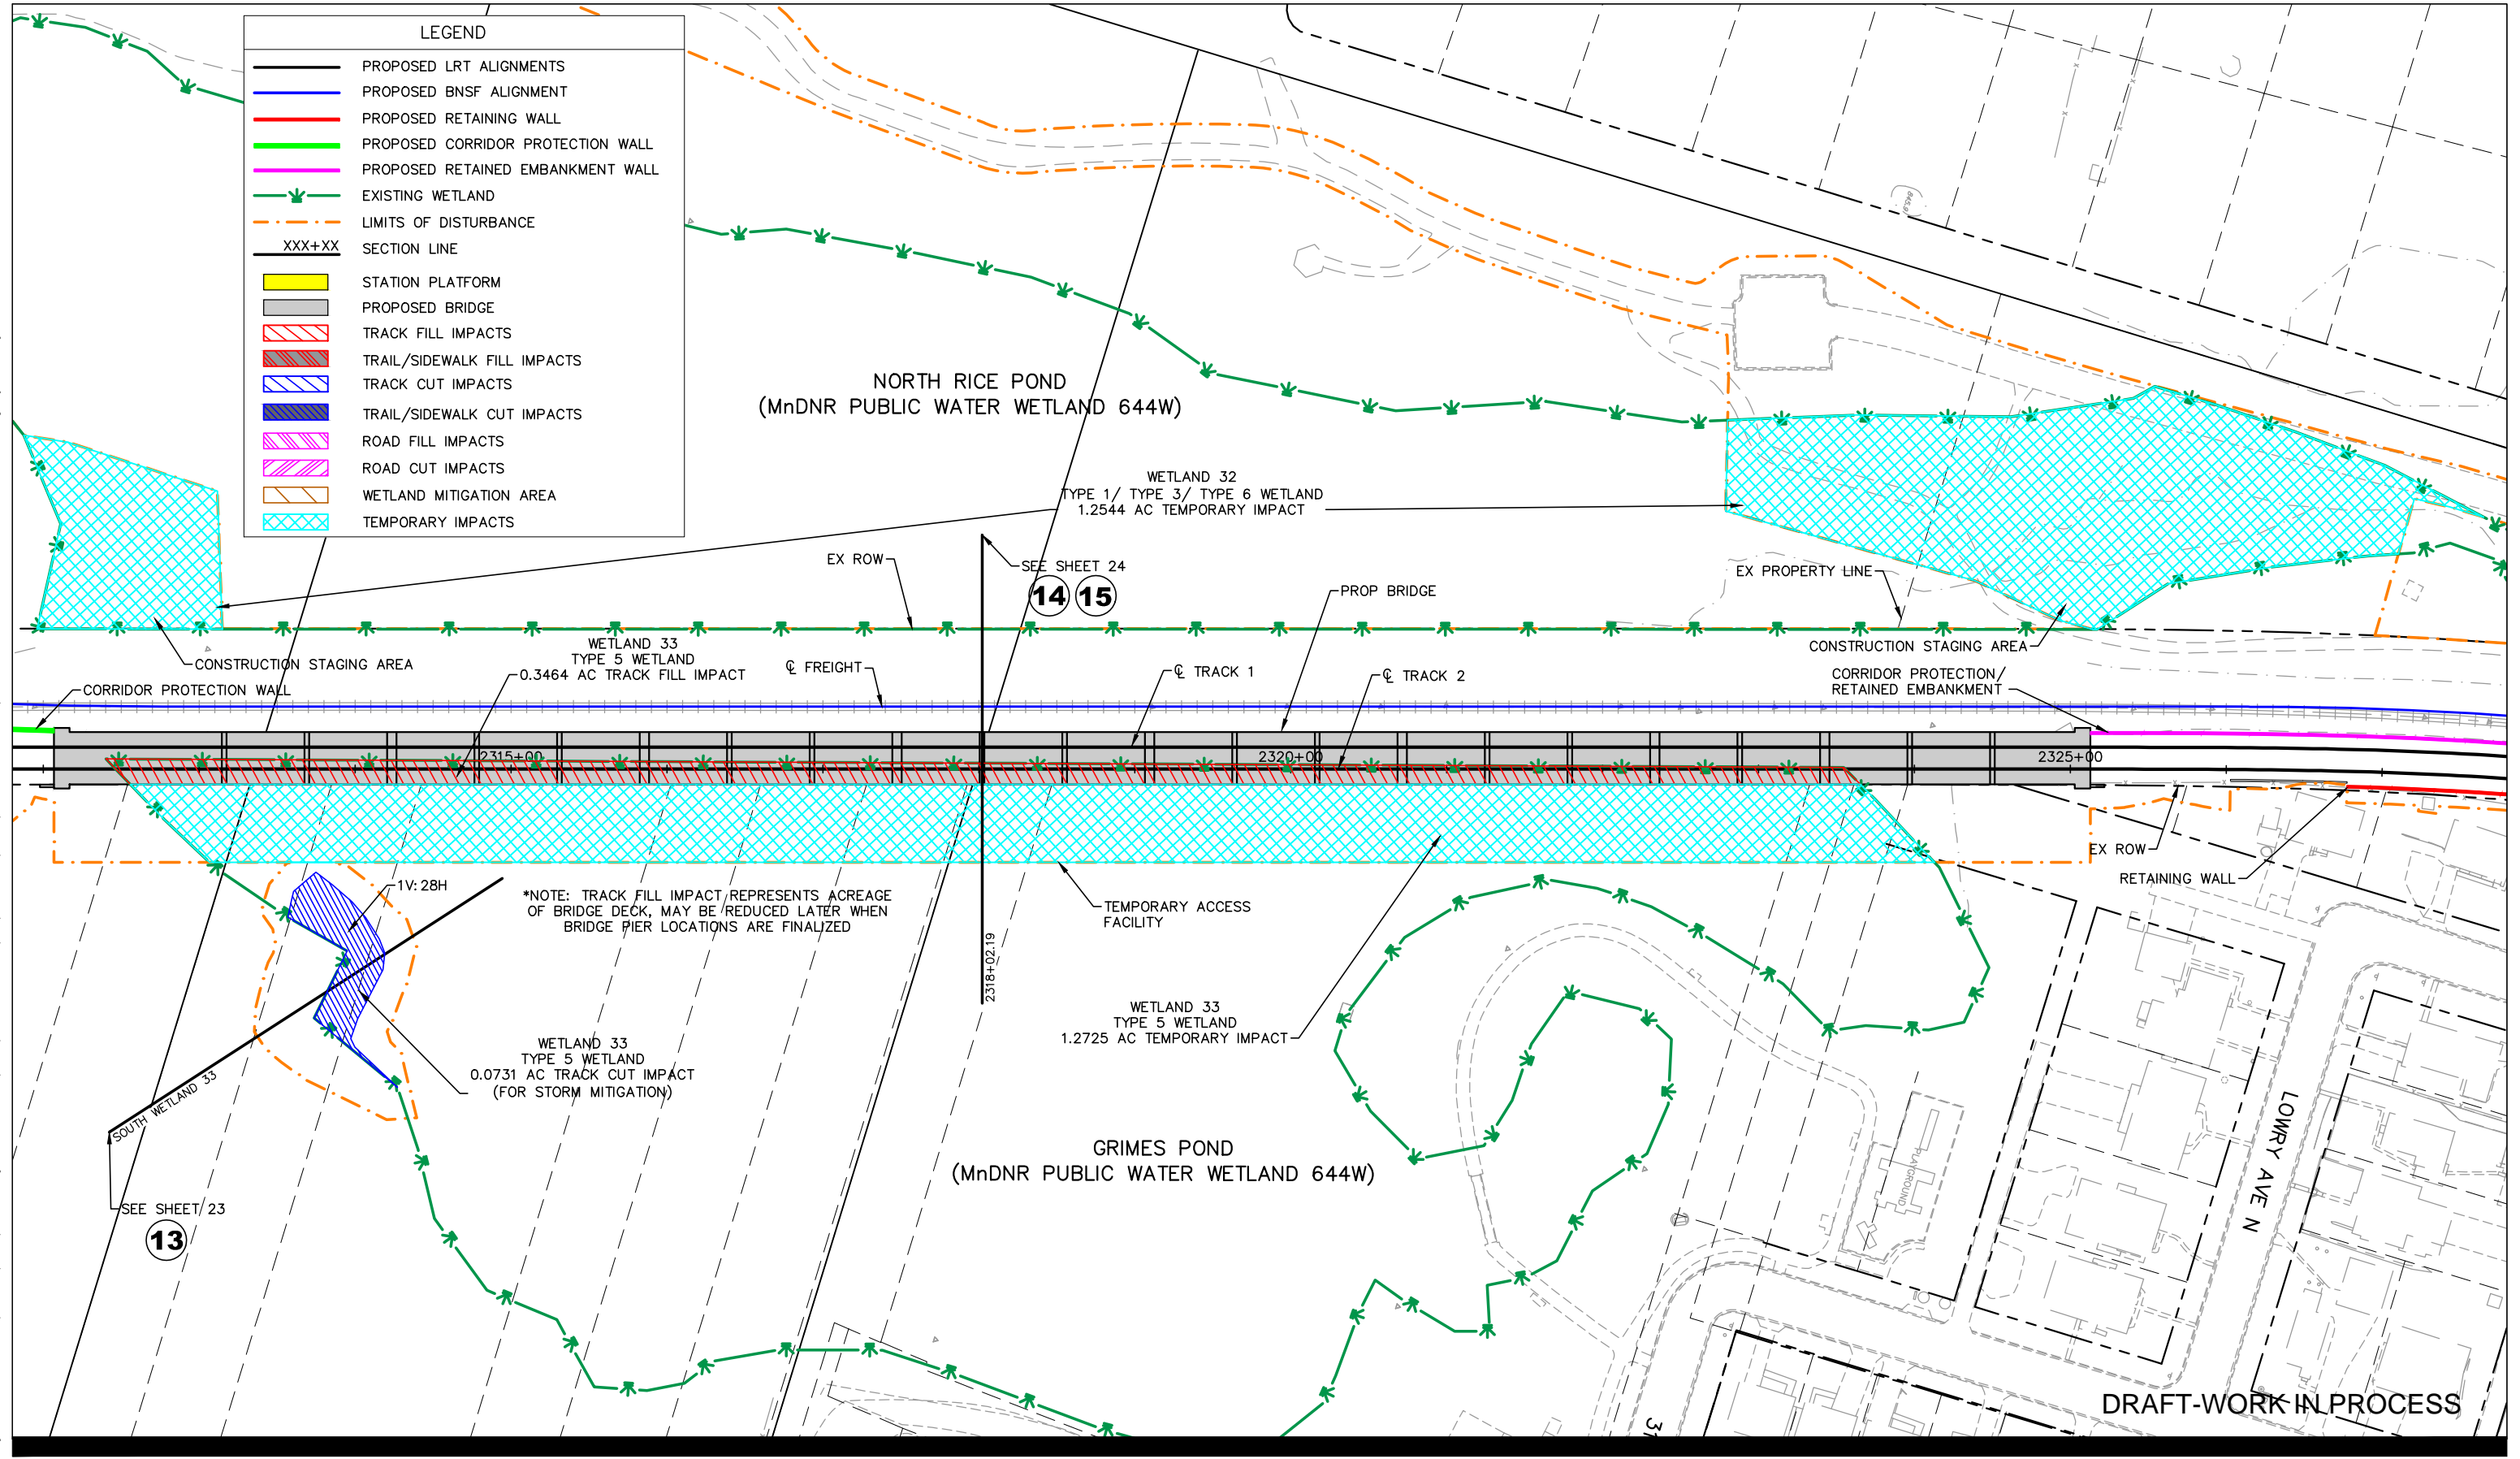 LEGEND
PROPOSED LRT ALIGNMENTS
PROPOSED BNSF ALIGNMENT
PROPOSED RETAINING WALL
PROPOSED CORRIDOR PROTECTION WALL
PROPOSED RETAINED EMBANKMENT WALL
EXISTING WETLAND
LIMITS OF DISTURBANCE
XXX+XX SECTION LINE
STATION PLATFORM
PROPOSED BRIDGE
TRACK FILL IMPACTS
TRAIL/SIDEWALK FILL IMPACTS
TRACK CUT IMPACTS
TRAIL/SIDEWALK CUT IMPACTS
ROAD FILL IMPACTS
ROAD CUT IMPACTS
WETLAND MITIGATION AREA
TEMPORARY IMPACTS
NORTH RICE POND
(MnDNR PUBLIC WATER WETLAND 644W)
WETLAND 32
TYPE 1/ TYPE 3/ TYPE 6 WETLAND
1.2544 AC TEMPORARY IMPACT
EX ROW
SEE SHEET 24
14 15
PROP BRIDGE
EX PROPERTY LINE
CONSTRUCTION STAGING AREA
CONSTRUCTION STAGING AREA
WETLAND 33
TYPE 5 WETLAND
0.3464 AC TRACK FILL IMPACT
℄ FREIGHT
℄ TRACK 1
℄ TRACK 2
CORRIDOR PROTECTION/
RETAINED EMBANKMENT
CORRIDOR PROTECTION WALL
2315+00
2320+00
2325+00
EX ROW
RETAINING WALL
1V:28H
*NOTE: TRACK FILL IMPACT REPRESENTS ACREAGE
OF BRIDGE DECK, MAY BE REDUCED LATER WHEN
BRIDGE PIER LOCATIONS ARE FINALIZED
TEMPORARY ACCESS
FACILITY
2318+02.19
WETLAND 33
TYPE 5 WETLAND
1.2725 AC TEMPORARY IMPACT
WETLAND 33
TYPE 5 WETLAND
0.0731 AC TRACK CUT IMPACT
(FOR STORM MITIGATION)
SOUTH WETLAND 33
SEE SHEET 23
13
GRIMES POND
(MnDNR PUBLIC WATER WETLAND 644W)
PLAYGROUND
LOWRY AVE N
DRAFT-WORK IN PROCESS